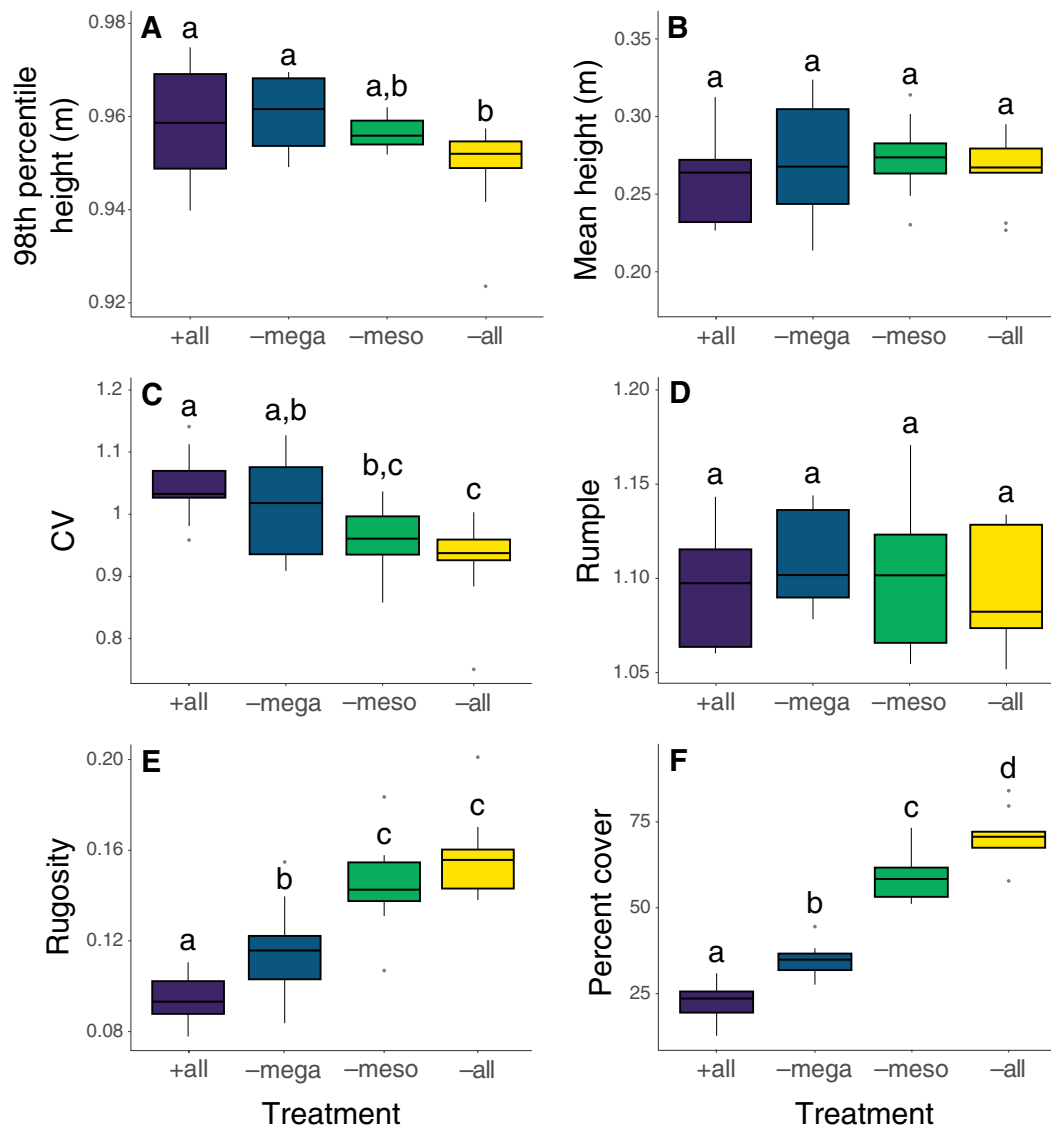 A
98th percentile
height (m)
0.98
0.96
0.94
0.92
a
a
a,b
b
+all
–mega
–meso
–all
B
Mean height (m)
0.35
0.30
0.25
0.20
a
a
a
a
+all
–mega
–meso
–all
C
CV
1.2
1.1
1
0.9
0.8
a
a,b
b,c
c
+all
–mega
–meso
–all
D
Rumple
1.20
1.15
1.10
1.05
a
a
a
a
+all
–mega
–meso
–all
E
Rugosity
0.20
0.16
0.12
0.08
a
b
c
c
+all
–mega
–meso
–all
Treatment
F
Percent cover
75
50
25
a
b
c
d
+all
–mega
–meso
–all
Treatment